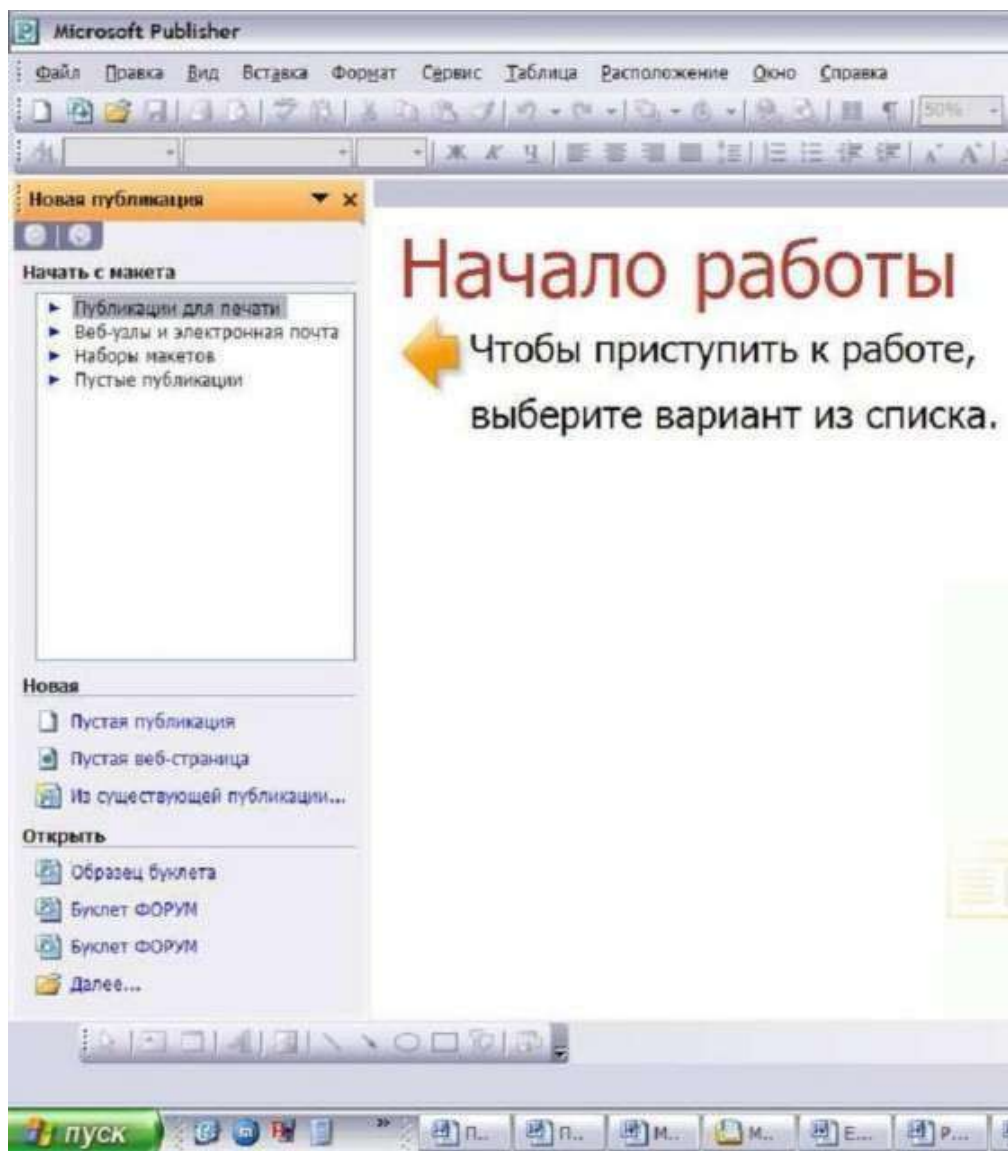 Microsoft Publisher
Файл Правка Вид Вставка Формат Сервис Таблица Расположение Окно Справка
50%
Ж К Ч
Новая публикация
Начать с макета
Публикации для печати
Веб-узлы и электронная почта
Наборы макетов
Пустые публикации
Начало работы
Чтобы приступить к работе,
выберите вариант из списка.
Новая
Пустая публикация
Пустая веб-страница
Из существующей публикации...
Открыть
Образец буклета
Буклет ФОРУМ
Буклет ФОРУМ
Далее...
пуск П... П... М... М... Е... Р...